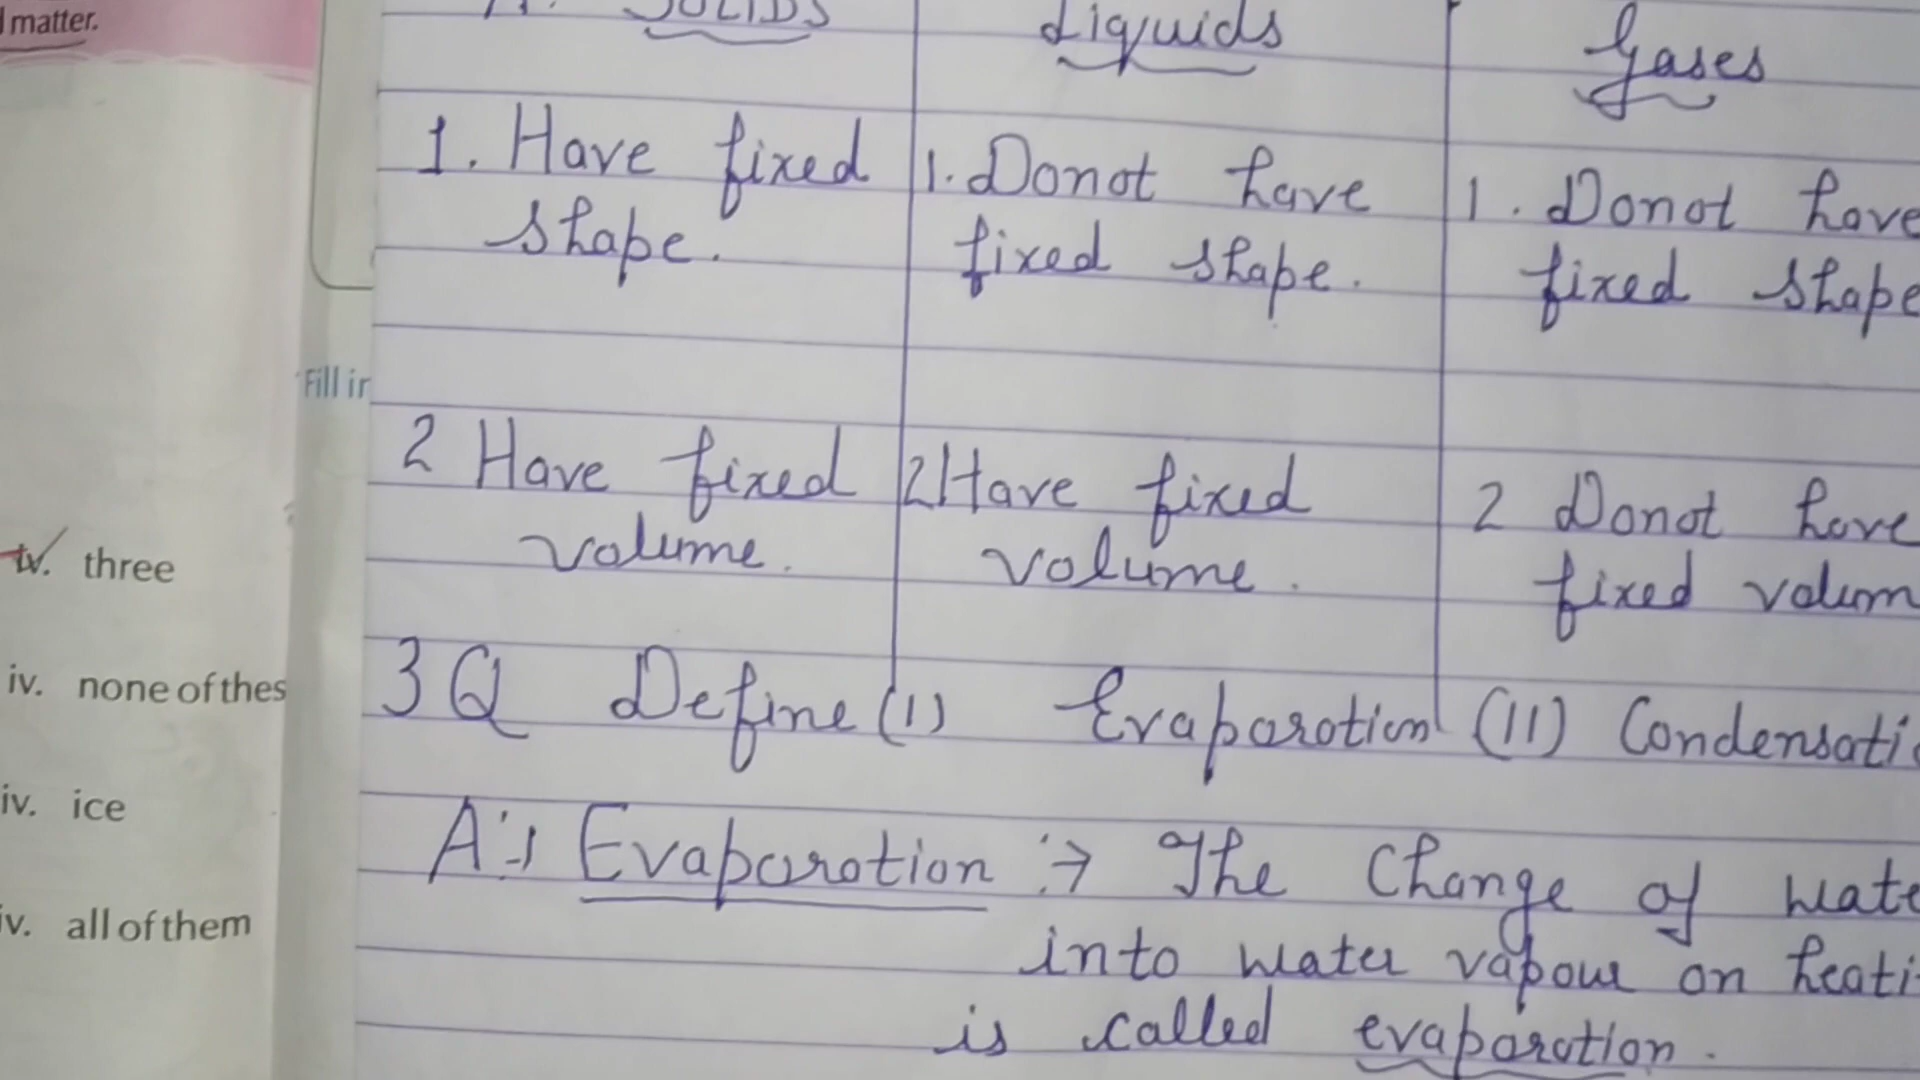 matter.
A. SOLIDS Liquids Gases
1. Have fixed 1. Donot have 1. Donot have
shape. fixed shape. fixed shape
Fill in
2 Have fixed 2 Have fixed 2 Donot have
volume. volume. fixed volum
iv. three
3 Q Define (I) Evaporation (II) Condensatio
iv. none of thes
A:→ Evaporation :→ The Change of wate
iv. ice
into water vapour on heati
iv. all of them
is called evaporation.